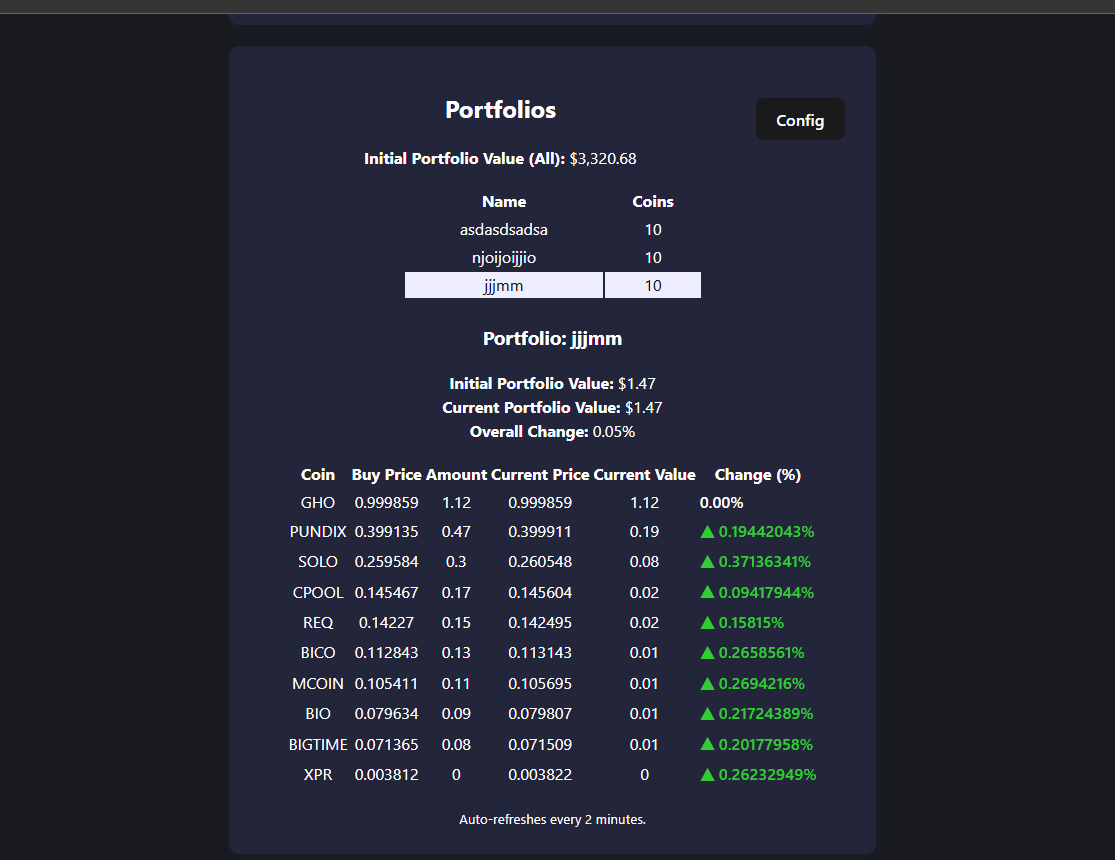 Portfolios
Config
Initial Portfolio Value (All): $3,320.68
Name Coins
asdasdsadsa 10
njoijoijjio 10
jjjmm 10
Portfolio: jjjmm
Initial Portfolio Value: $1.47
Current Portfolio Value: $1.47
Overall Change: 0.05%
Coin Buy Price Amount Current Price Current Value Change (%)
GHO 0.999859 1.12 0.999859 1.12 0.00%
PUNDIX 0.399135 0.47 0.399911 0.19 ▲ 0.19442043%
SOLO 0.259584 0.3 0.260548 0.08 ▲ 0.37136341%
CPOOL 0.145467 0.17 0.145604 0.02 ▲ 0.09417944%
REQ 0.14227 0.15 0.142495 0.02 ▲ 0.15815%
BICO 0.112843 0.13 0.113143 0.01 ▲ 0.2658561%
MCOIN 0.105411 0.11 0.105695 0.01 ▲ 0.2694216%
BIO 0.079634 0.09 0.079807 0.01 ▲ 0.21724389%
BIGTIME 0.071365 0.08 0.071509 0.01 ▲ 0.20177958%
XPR 0.003812 0 0.003822 0 ▲ 0.26232949%
Auto-refreshes every 2 minutes.